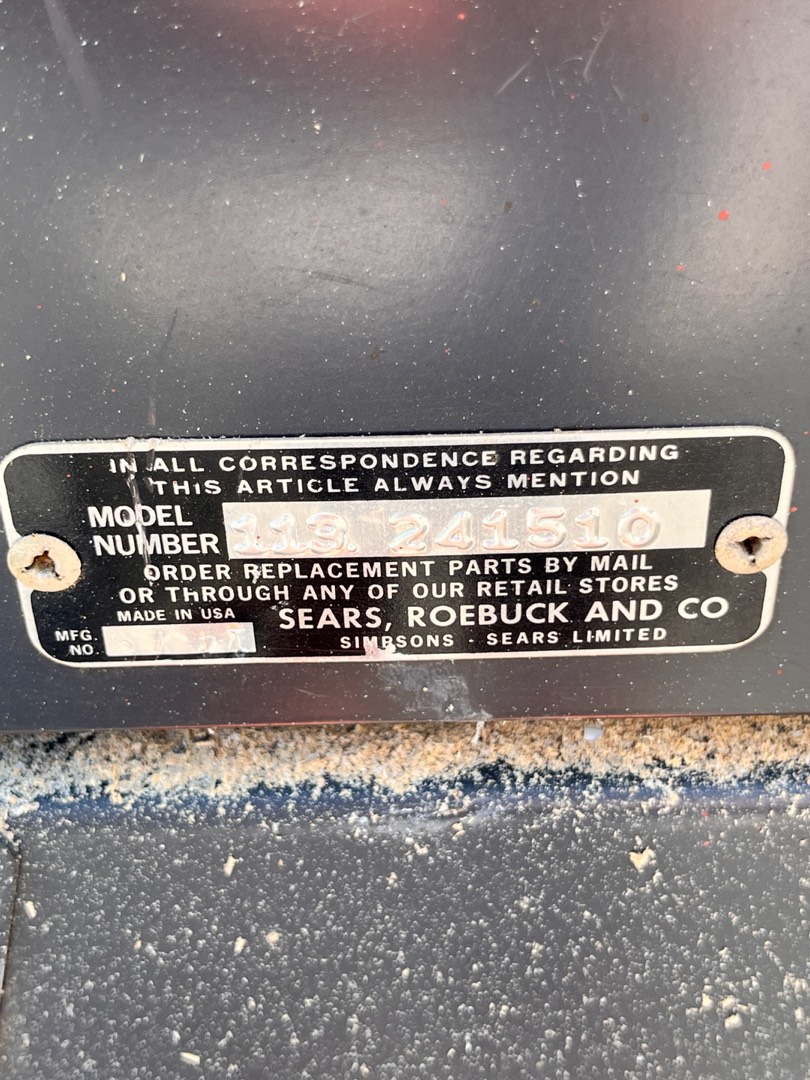 IN ALL CORRESPONDENCE REGARDING
THIS ARTICLE ALWAYS MENTION
MODEL
NUMBER 113. 241510
ORDER REPLACEMENT PARTS BY MAIL
OR THROUGH ANY OF OUR RETAIL STORES
MADE IN USA SEARS, ROEBUCK AND CO
MFG.
NO. SIMPSONS - SEARS LIMITED